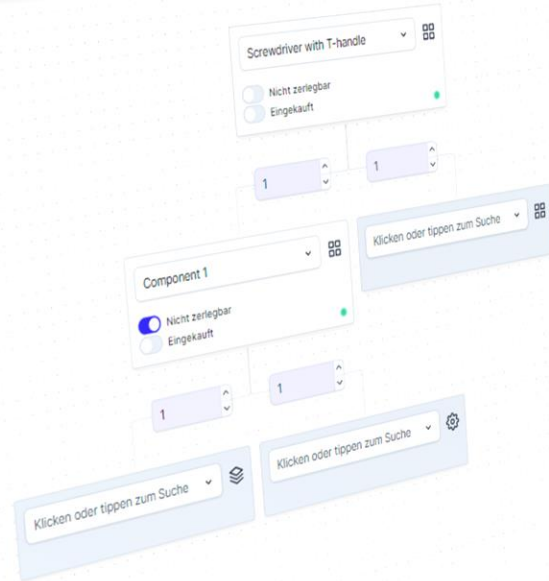 Screwdriver with T-handle
Nicht zerlegbar
Eingekauft
1
1
Klicken oder tippen zum Suche
Component 1
Nicht zerlegbar
Eingekauft
1
1
Klicken oder tippen zum Suche
Klicken oder tippen zum Suche